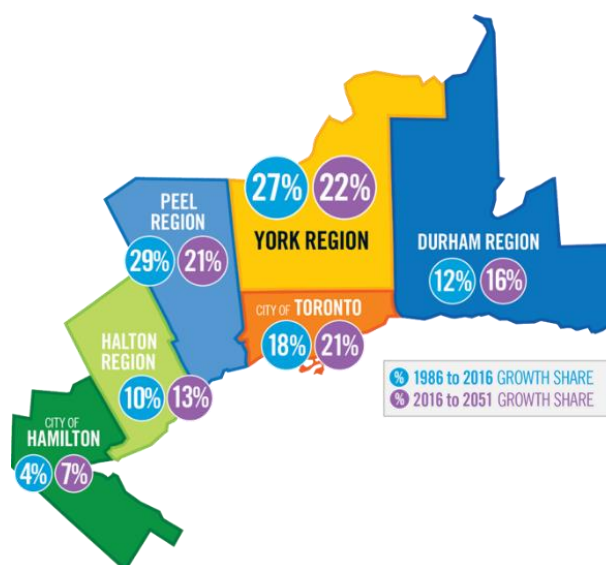 27% 22%
YORK REGION
PEEL
REGION
29% 21%
DURHAM REGION
12% 16%
CITY OF TORONTO
18% 21%
HALTON
REGION
10% 13%
% 1986 to 2016 GROWTH SHARE
% 2016 to 2051 GROWTH SHARE
CITY OF
HAMILTON
4% 7%